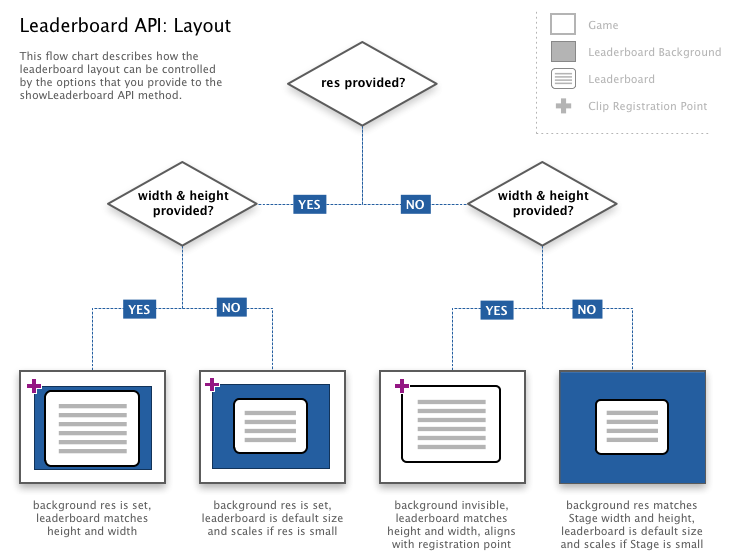 Leaderboard API: Layout
This flow chart describes how the
leaderboard layout can be controlled
by the options that you provide to the
showLeaderboard API method.
Game
Leaderboard Background
Leaderboard
Clip Registration Point
res provided?
width & height
provided?
YES
NO
width & height
provided?
YES
NO
YES
NO
background res is set,
leaderboard matches
height and width
background res is set,
leaderboard is default size
and scales if res is small
background invisible,
leaderboard matches
height and width, aligns
with registration point
background res matches
Stage width and height,
leaderboard is default size
and scales if Stage is small